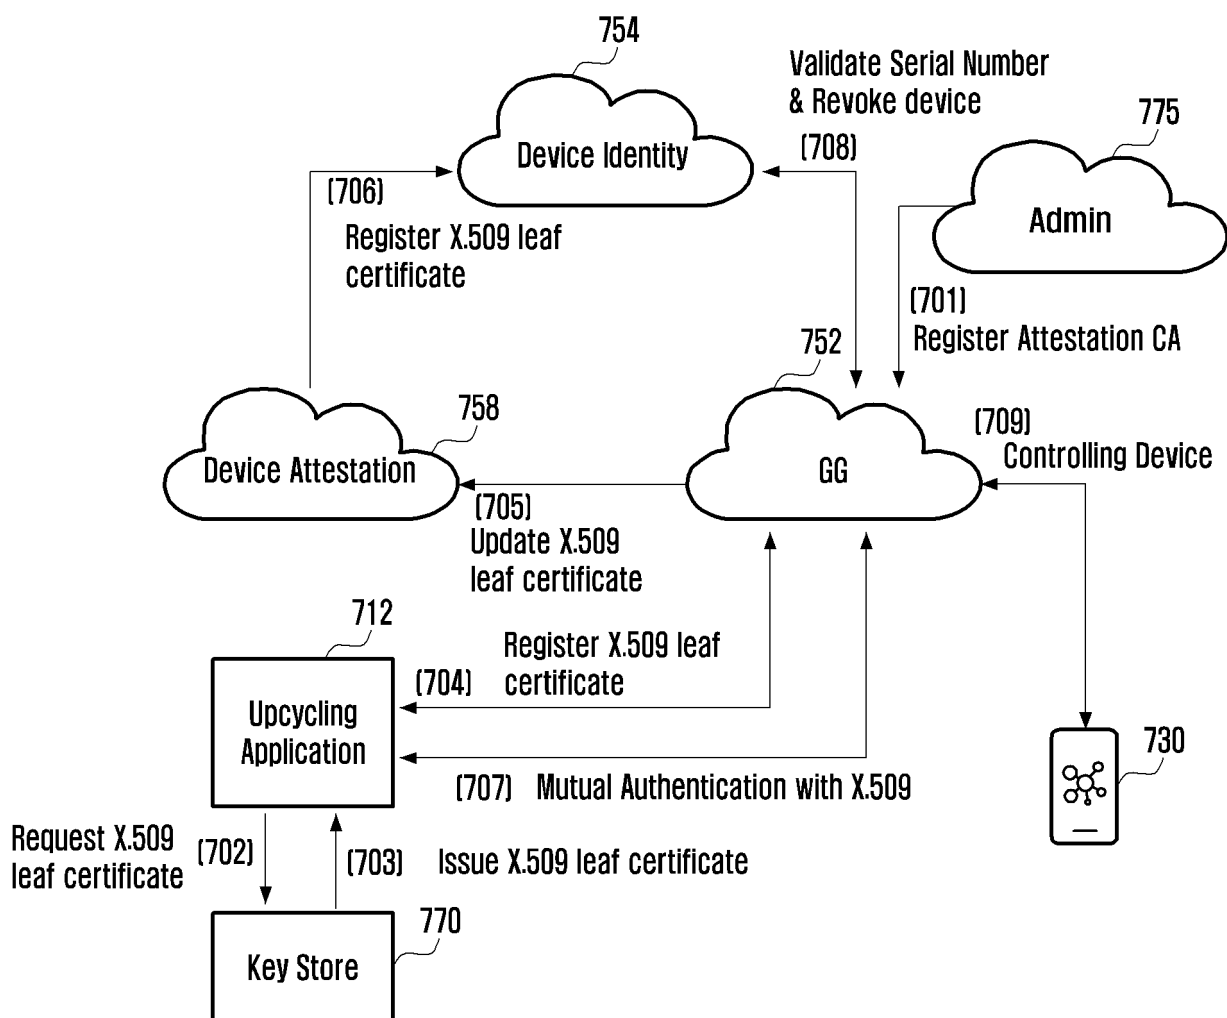 754
Validate Serial Number
& Revoke device
775
Device Identity
(708)
(706)
Admin
Register X.509 leaf
certificate
(701)
Register Attestation CA
752
758
(709)
Controlling Device
Device Attestation
GG
(705)
Update X.509
leaf certificate
712
Register X.509 leaf
certificate
(704)
Upcycling
Application
730
(707) Mutual Authentication with X.509
Request X.509
leaf certificate
(702)
(703)
Issue X.509 leaf certificate
770
Key Store